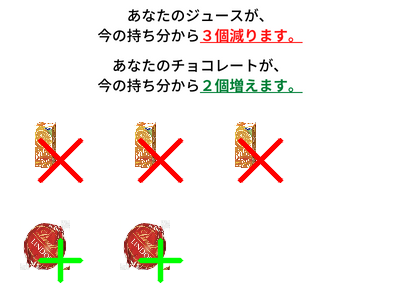 あなたのジュースが、
今の持ち分から３個減ります。
あなたのチョコレートが、
今の持ち分から２個増えます。